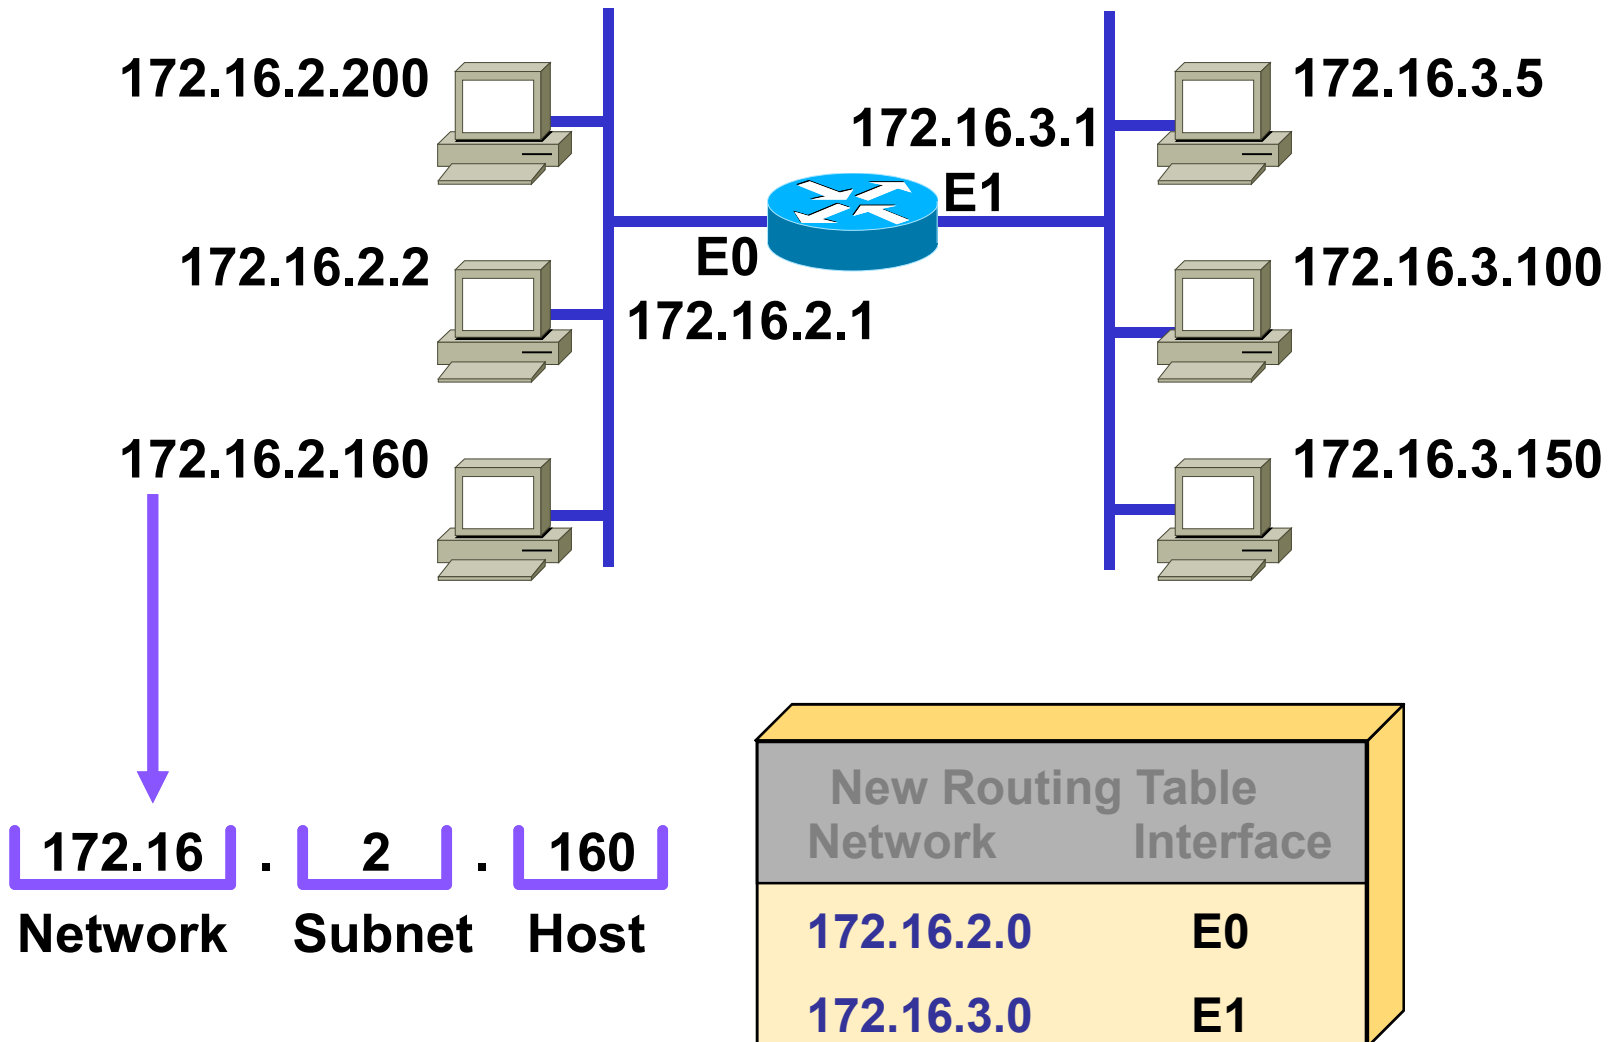 172.16.2.200
172.16.3.5
172.16.3.1
E1
E0
172.16.2.2
172.16.3.100
172.16.2.1
172.16.2.160
172.16.3.150
172.16 . 2 . 160
Network Subnet Host
New Routing Table
Network Interface
172.16.2.0 E0
172.16.3.0 E1